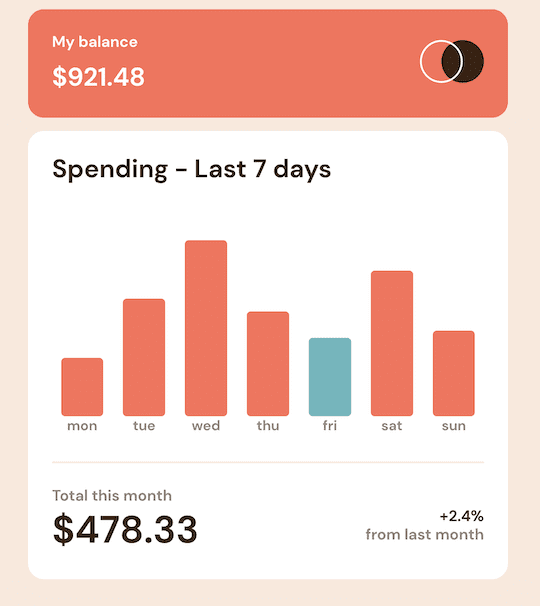 My balance
$921.48
Spending - Last 7 days
mon tue wed thu fri sat sun
Total this month
$478.33
+2.4%
from last month